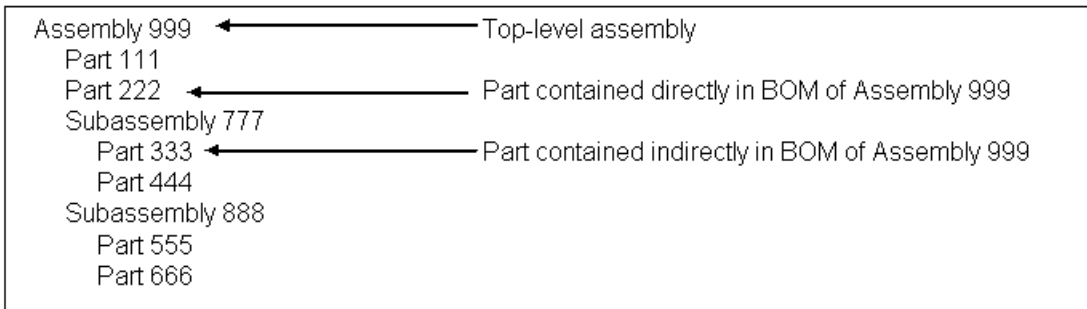 Assembly 999 Top-level assembly
Part 111
Part 222 Part contained directly in BOM of Assembly 999
Subassembly 777
Part 333 Part contained indirectly in BOM of Assembly 999
Part 444
Subassembly 888
Part 555
Part 666